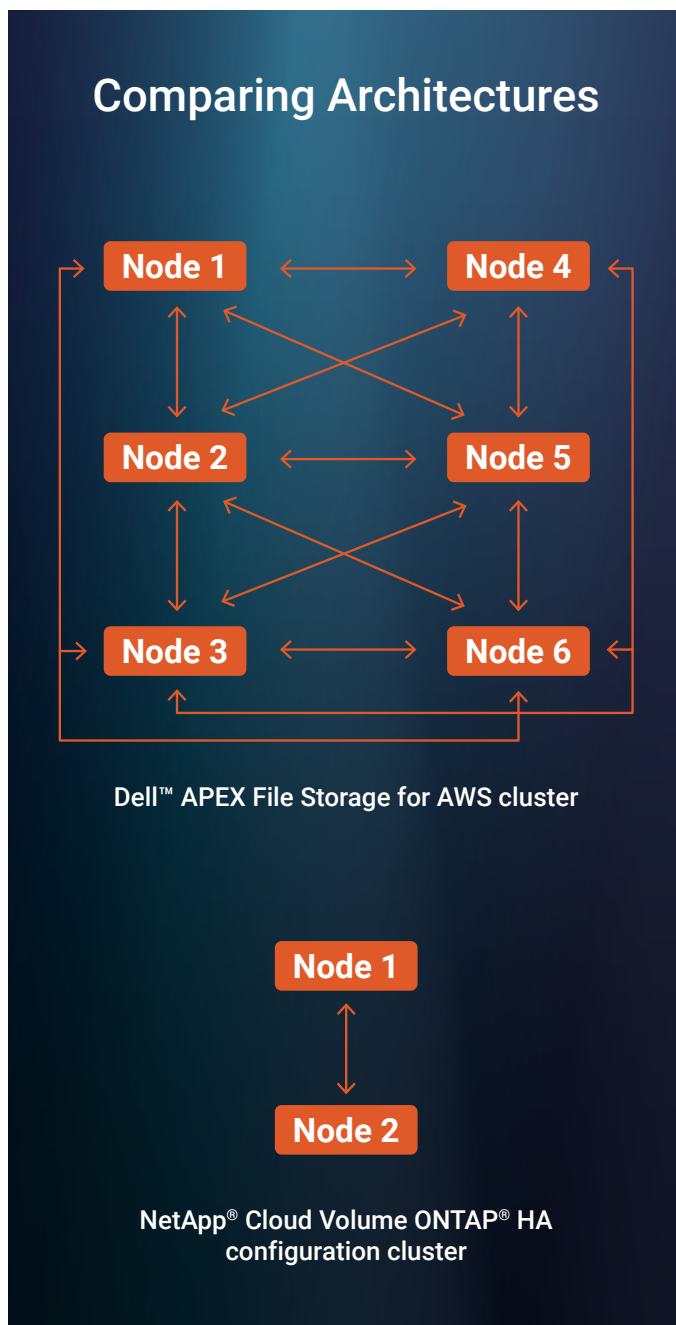 Comparing Architectures
Node 1
Node 4
Node 2
Node 5
Node 3
Node 6
Dell™ APEX File Storage for AWS cluster
Node 1
Node 2
NetApp® Cloud Volume ONTAP® HA
configuration cluster